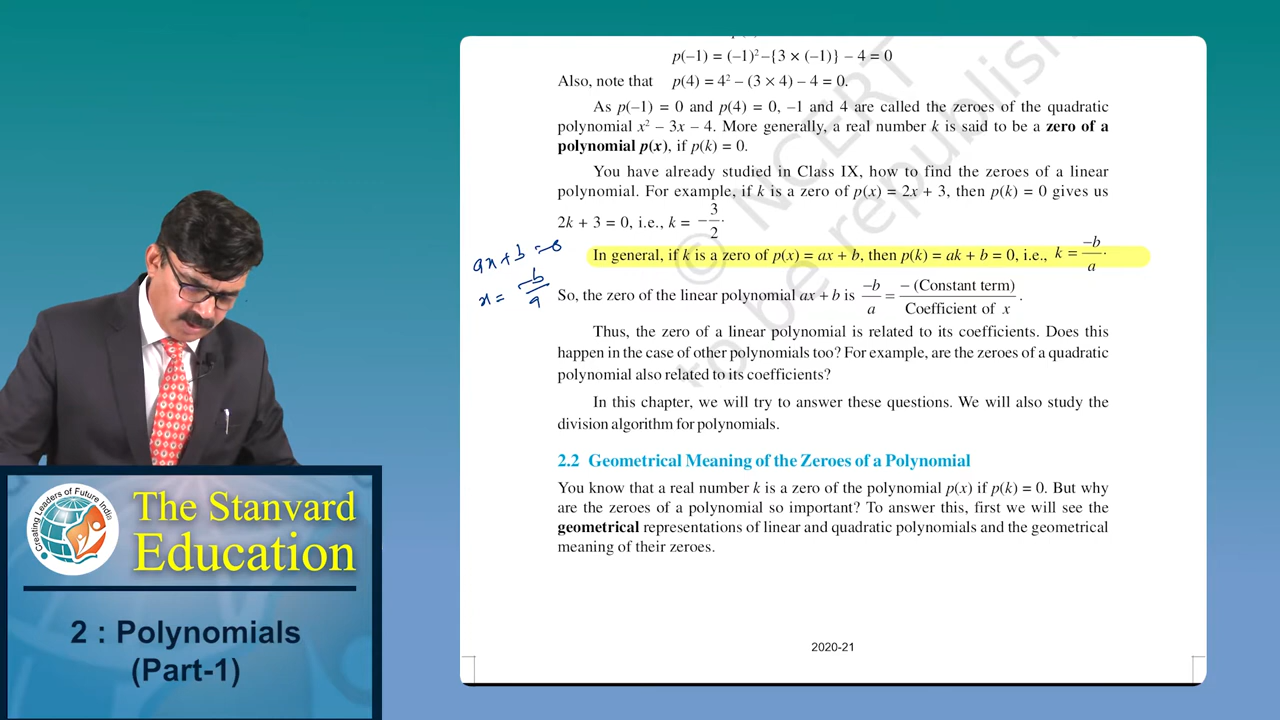 p(–1) = (–1)² –{3 × (–1)} – 4 = 0
Also, note that p(4) = 4² – (3 × 4) – 4 = 0.
As p(–1) = 0 and p(4) = 0, –1 and 4 are called the zeroes of the quadratic
polynomial x² – 3x – 4. More generally, a real number k is said to be a zero of a
polynomial p(x), if p(k) = 0.
You have already studied in Class IX, how to find the zeroes of a linear
polynomial. For example, if k is a zero of p(x) = 2x + 3, then p(k) = 0 gives us
2k + 3 = 0, i.e., k = –3/2.
ax + b = 0
In general, if k is a zero of p(x) = ax + b, then p(k) = ak + b = 0, i.e., k = –b/a.
x = –b/a
So, the zero of the linear polynomial ax + b is –b/a = – (Constant term)/Coefficient of x.
Thus, the zero of a linear polynomial is related to its coefficients. Does this
happen in the case of other polynomials too? For example, are the zeroes of a quadratic
polynomial also related to its coefficients?
In this chapter, we will try to answer these questions. We will also study the
division algorithm for polynomials.
2.2 Geometrical Meaning of the Zeroes of a Polynomial
You know that a real number k is a zero of the polynomial p(x) if p(k) = 0. But why
are the zeroes of a polynomial so important? To answer this, first we will see the
geometrical representations of linear and quadratic polynomials and the geometrical
meaning of their zeroes.
2020-21
© NCERT
to be republish
Creating Leaders of Future India
The Stanvard
Education
2 : Polynomials
(Part-1)